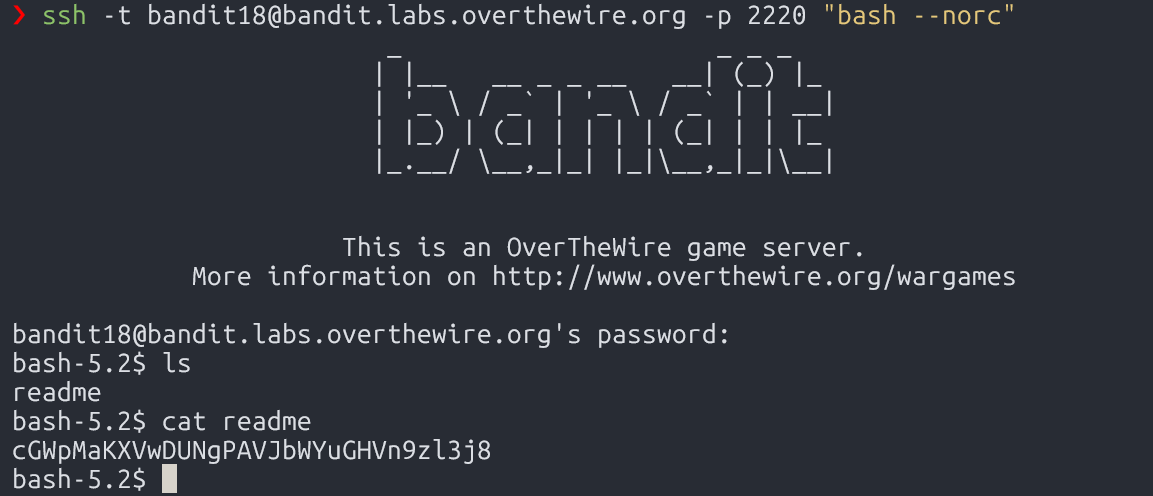 ❯ ssh -t bandit18@bandit.labs.overthewire.org -p 2220 "bash --norc"
bandit
This is an OverTheWire game server.
More information on http://www.overthewire.org/wargames
bandit18@bandit.labs.overthewire.org's password:
bash-5.2$ ls
readme
bash-5.2$ cat readme
cGWpMaKXVwDUNgPAVJbWYuGHVn9zl3j8
bash-5.2$